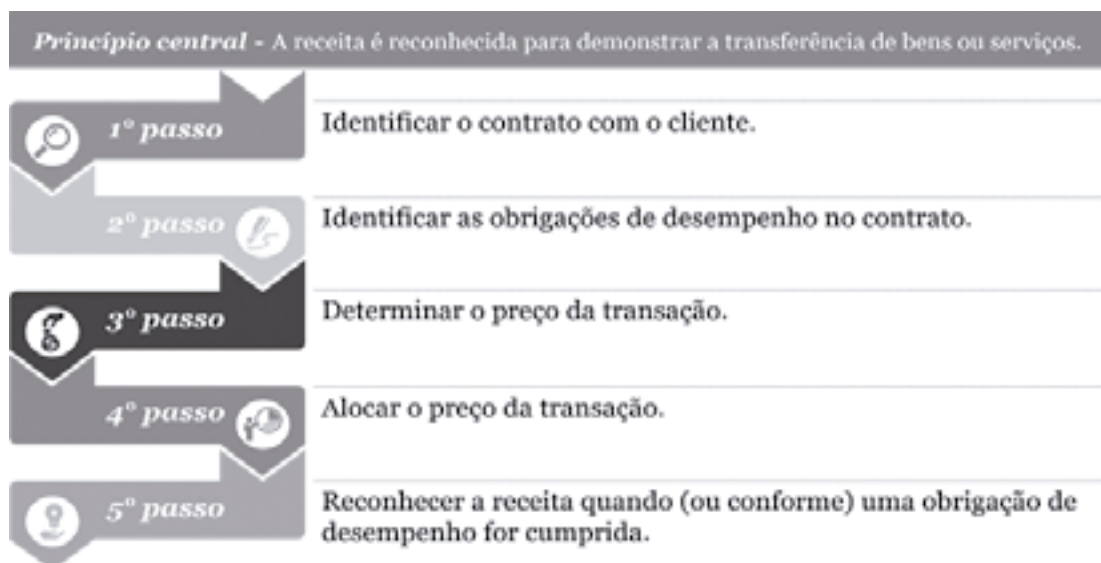 Princípio central - A receita é reconhecida para demonstrar a transferência de bens ou serviços.
1º passo
Identificar o contrato com o cliente.
2º passo
Identificar as obrigações de desempenho no contrato.
3º passo
Determinar o preço da transação.
4º passo
Alocar o preço da transação.
5º passo
Reconhecer a receita quando (ou conforme) uma obrigação de
desempenho for cumprida.